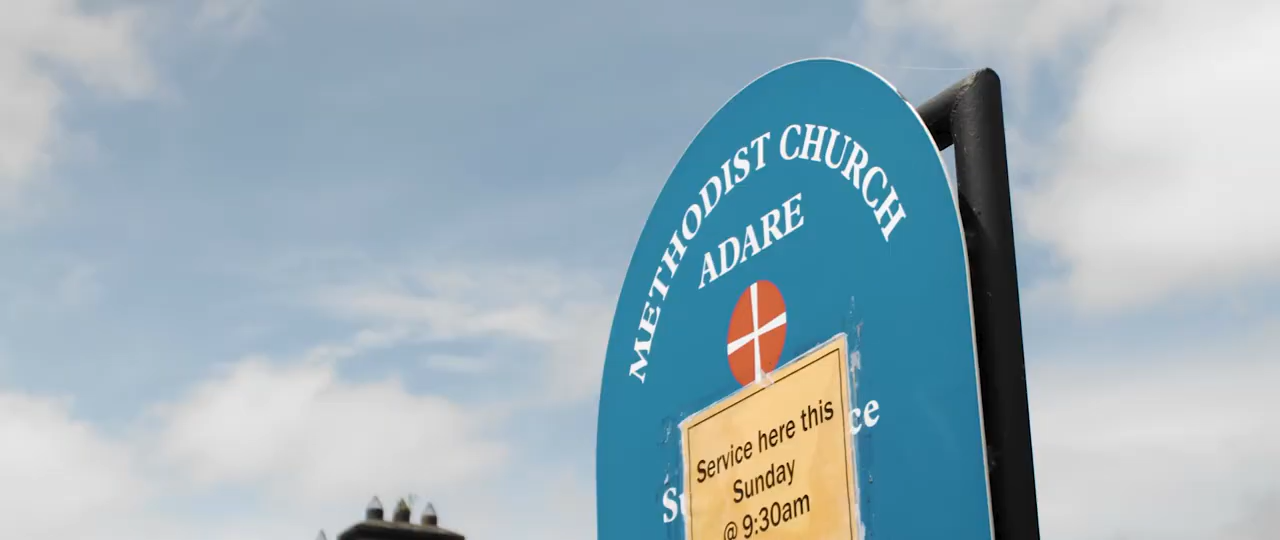 METHODIST CHURCH
ADARE
Service here this
Sunday
@ 9:30am